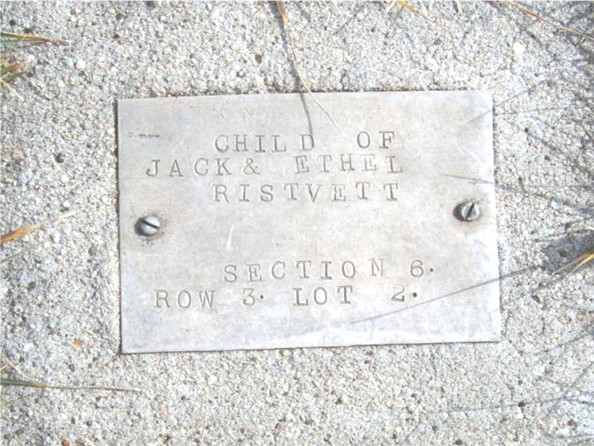 CHILD OF
JACK & ETHEL
RISTVETT
SECTION 6.
ROW 3. LOT 2.